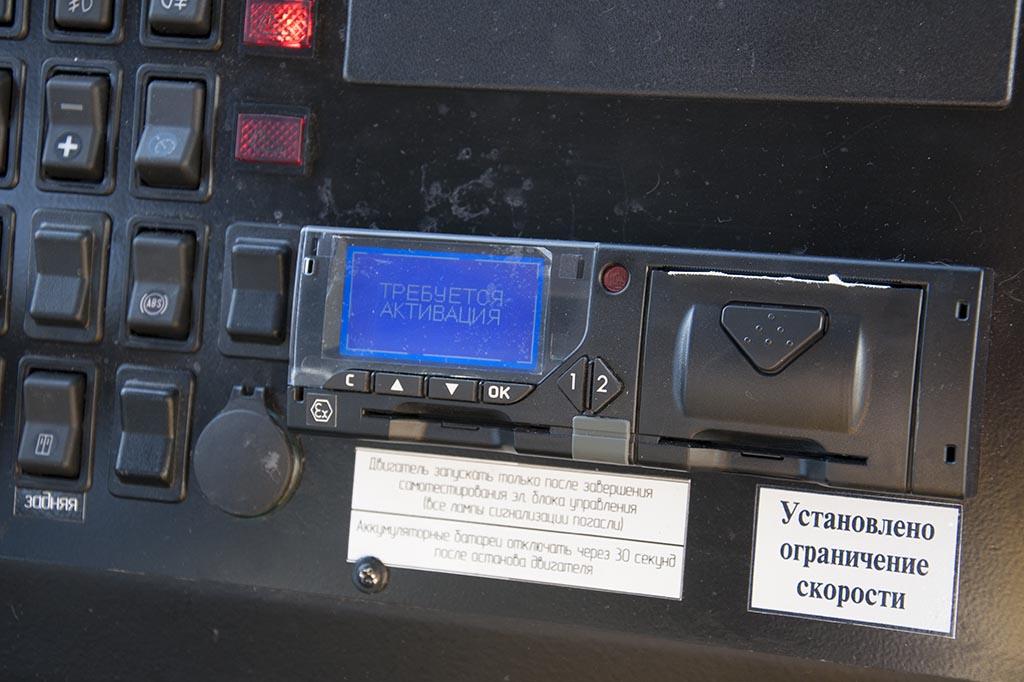 ТРЕБУЕТСЯ
АКТИВАЦИЯ
C
OK
1
2
Ex
ABS
задняя
Двигатель запускать только после завершения
самотестирования эл. блока управления
(все лампы сигнализации погасли)
Аккумуляторные батареи отключать через 30 секунд
после останова двигателя
Установлено
ограничение
скорости